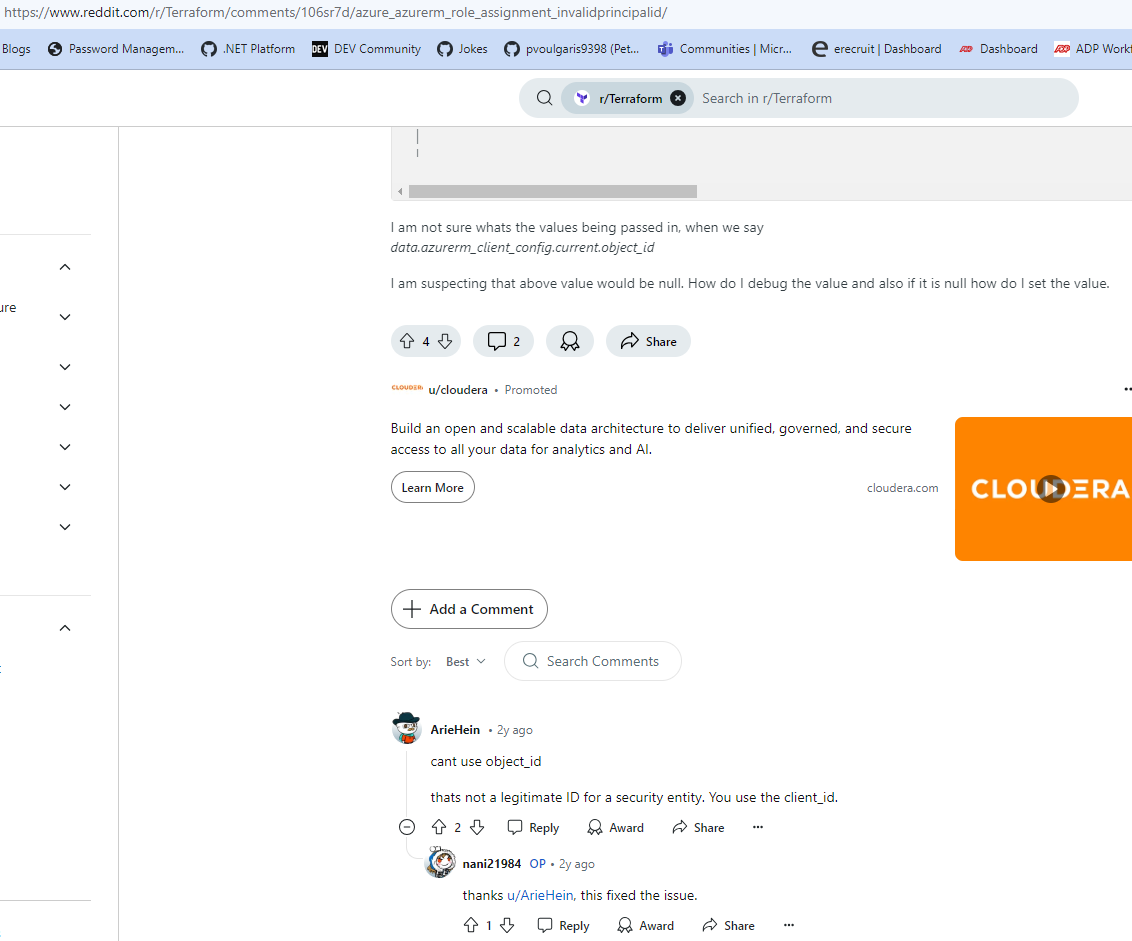 https://www.reddit.com/r/Terraform/comments/106sr7d/azure_azurerm_role_assignment_invalidprincipalid/
Blogs Password Managem... .NET Platform DEV DEV Community Jokes pvoulgaris9398 (Pet... Communities | Micr... erecruit | Dashboard Dashboard ADP Workf
r/Terraform Search in r/Terraform
I am not sure whats the values being passed in, when we say
data.azurerm_client_config.current.object_id
ure
I am suspecting that above value would be null. How do I debug the value and also if it is null how do I set the value.
4 2 Share
CLOUDERA u/cloudera • Promoted
Build an open and scalable data architecture to deliver unified, governed, and secure
access to all your data for analytics and AI.
Learn More cloudera.com
CLOUDERA
Add a Comment
Sort by: Best Search Comments
ArieHein • 2y ago
cant use object_id
thats not a legitimate ID for a security entity. You use the client_id.
2 Reply Award Share ...
nani21984 OP • 2y ago
thanks u/ArieHein, this fixed the issue.
1 Reply Award Share ...